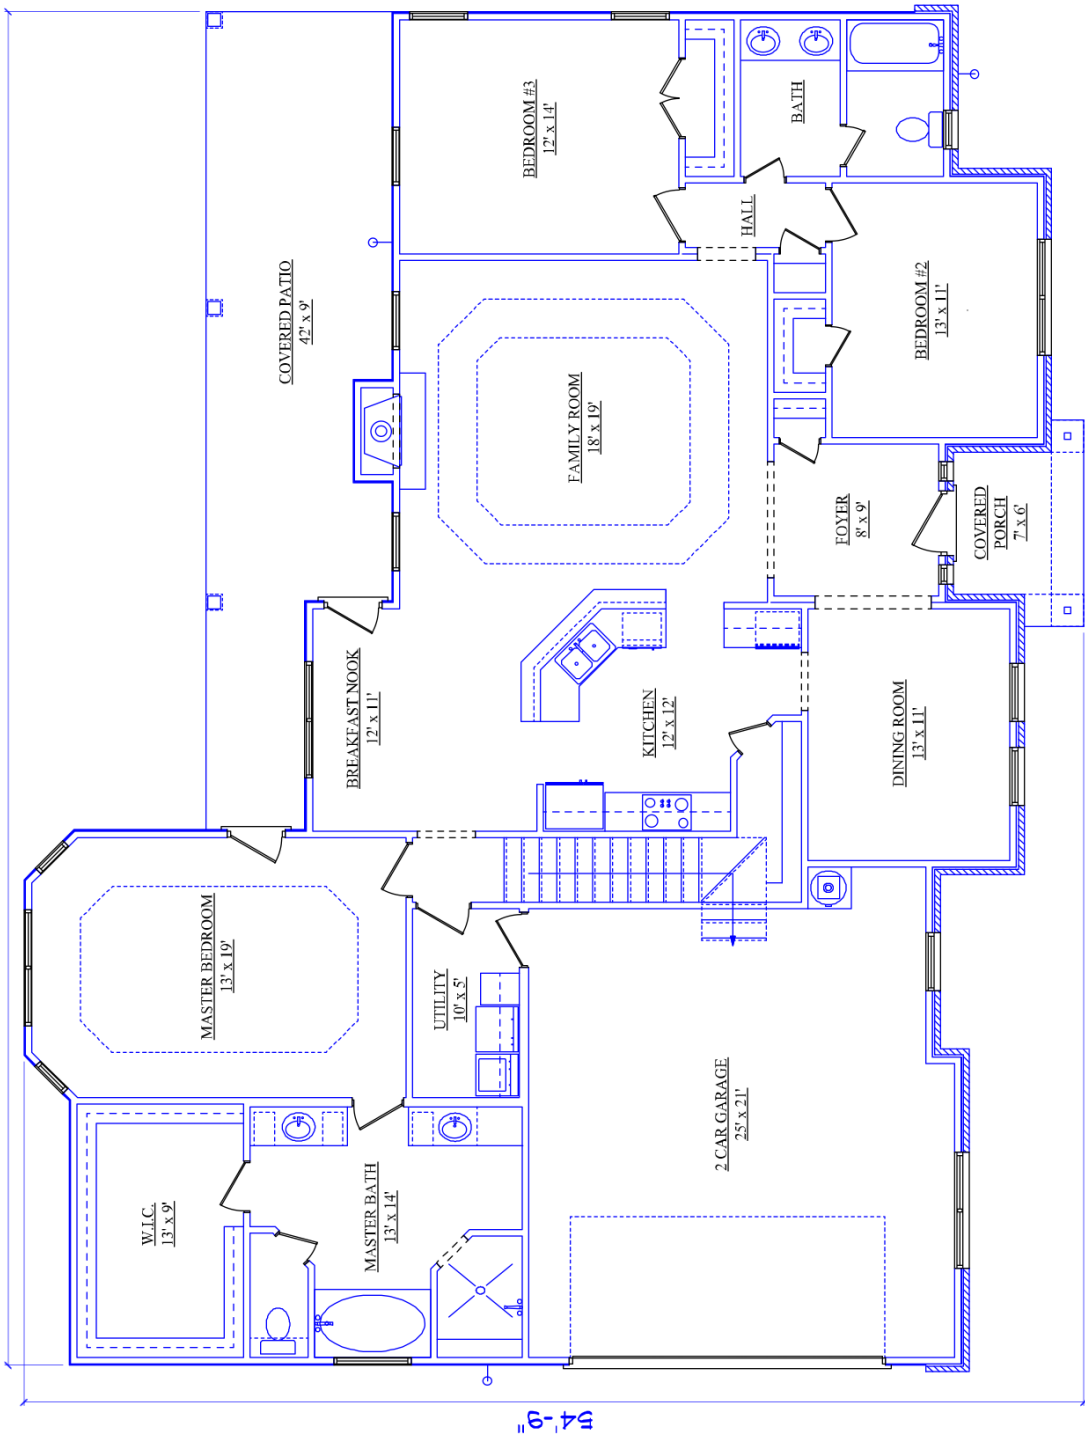 COVERED PATIO
42' x 9'
BEDROOM #3
12' x 14'
BATH
HALL
BEDROOM #2
13' x 11'
FAMILY ROOM
18' x 19'
FOYER
8' x 9'
COVERED
PORCH
7' x 6'
BREAKFAST NOOK
12' x 11'
KITCHEN
12' x 12'
DINING ROOM
13' x 11'
MASTER BEDROOM
13' x 19'
UTILITY
10' x 5'
2 CAR GARAGE
25' x 21'
W.I.C.
13' x 9'
MASTER BATH
13' x 14'
54'-9"